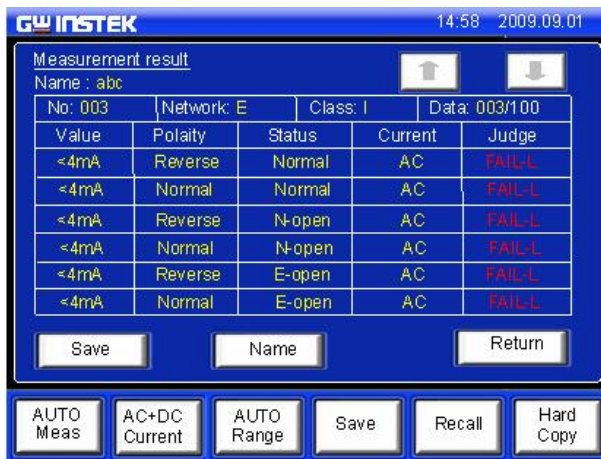 GW INSTEK 14:58 2009.09.01
Measurement result
Name : abc
No: 003 Network: E Class: I Data: 003/100
Value Polaity Status Current Judge
<4mA Reverse Normal AC FAIL-L
<4mA Normal Normal AC FAIL-L
<4mA Reverse N-open AC FAIL-L
<4mA Normal N-open AC FAIL-L
<4mA Reverse E-open AC FAIL-L
<4mA Normal E-open AC FAIL-L
Save Name Return
AUTO Meas AC+DC Current AUTO Range Save Recall Hard Copy